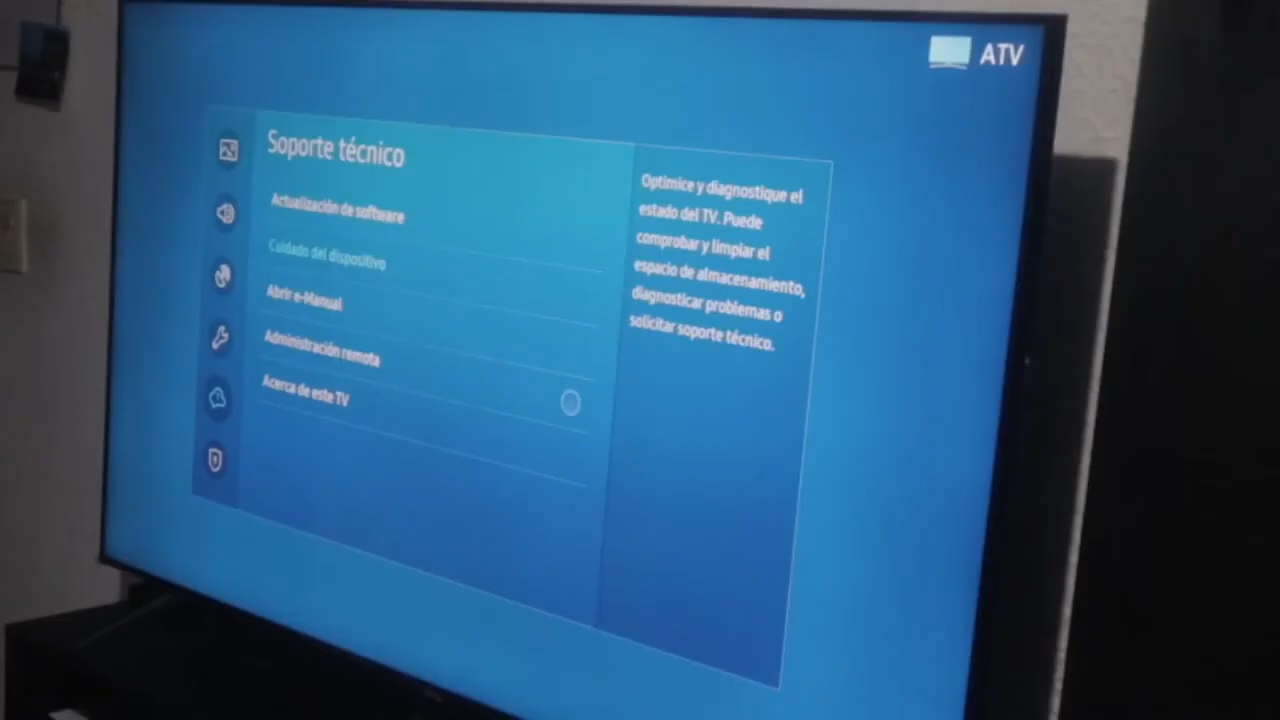 ATV
Soporte técnico
Actualización de software
Cuidado del dispositivo
Abrir e-Manual
Administración remota
Acerca de este TV
Optimice y diagnostique el
estado del TV. Puede
comprobar y limpiar el
espacio de almacenamiento,
diagnosticar problemas o
solicitar soporte técnico.